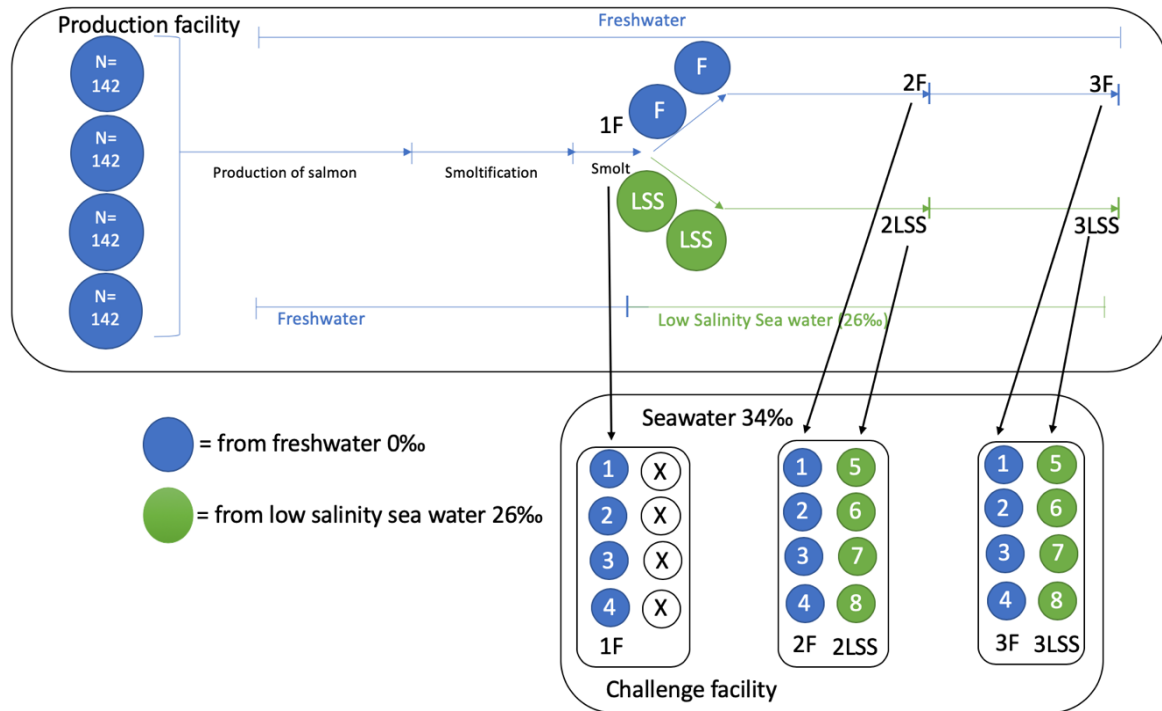 Production facility
Freshwater
N=
142
N=
142
N=
142
N=
142
Production of salmon
Smoltification
Smolt
1F
F
F
LSS
LSS
2F
3F
2LSS
3LSS
Freshwater
Low Salinity Sea water (26‰)
= from freshwater 0‰
= from low salinity sea water 26‰
Seawater 34‰
1 X
2 X
3 X
4 X
1F
1 5
2 6
3 7
4 8
2F 2LSS
1 5
2 6
3 7
4 8
3F 3LSS
Challenge facility